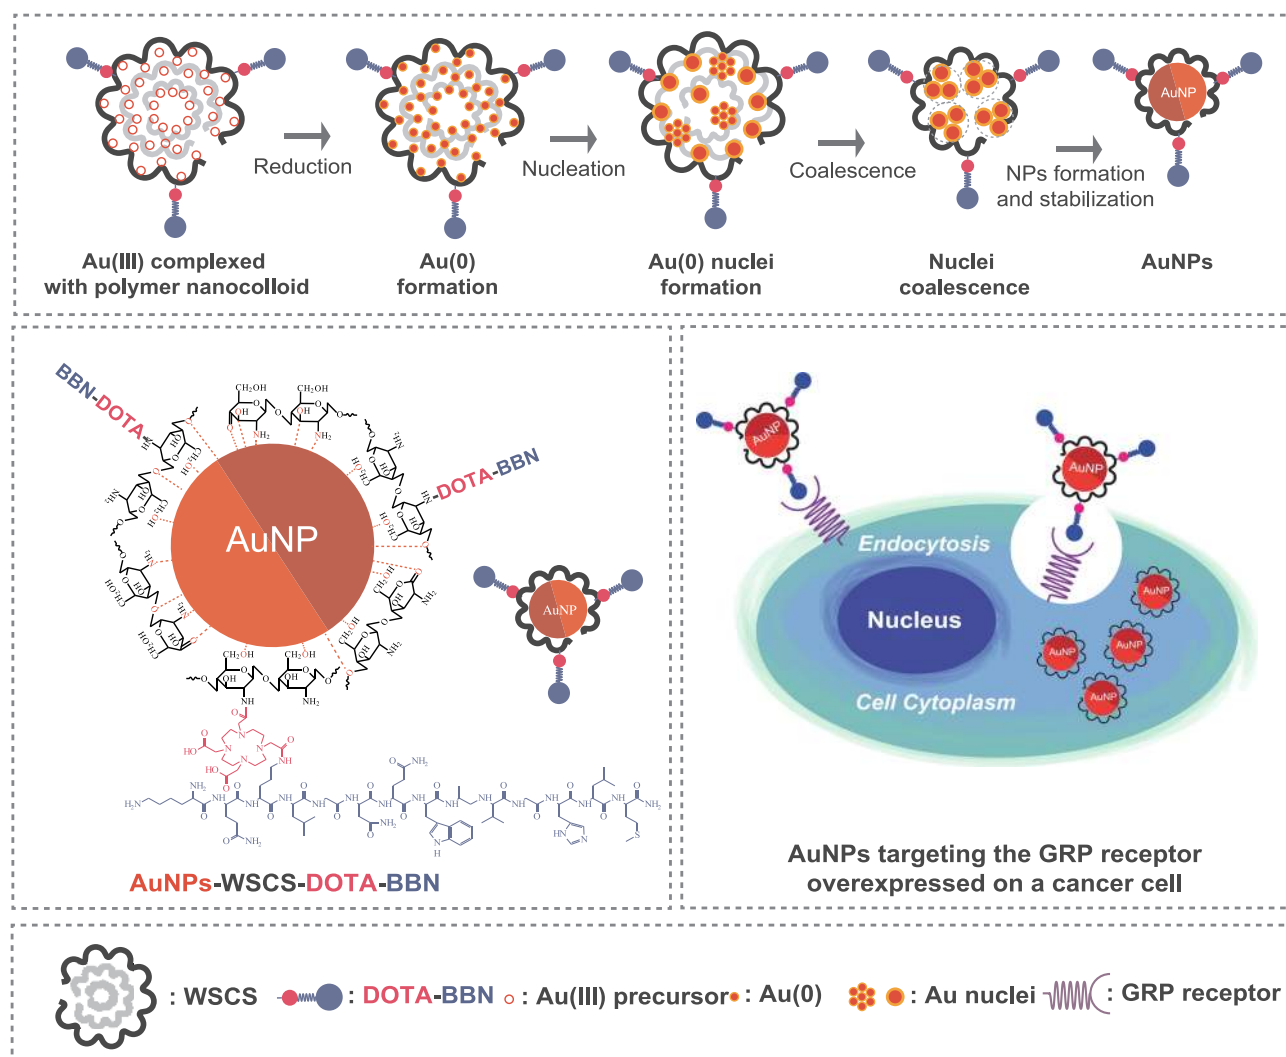 Reduction
Nucleation
Coalescence
NPs formation
and stabilization
AuNP
Au(III) complexed
with polymer nanocolloid
Au(0)
formation
Au(0) nuclei
formation
Nuclei
coalescence
AuNPs
BBN-DOTA
DOTA-BBN
AuNP
AuNP
AuNPs-WSCS-DOTA-BBN
AuNP
AuNP
Endocytosis
Nucleus
Cell Cytoplasm
AuNP
AuNP
AuNP
AuNP
AuNPs targeting the GRP receptor
overexpressed on a cancer cell
: WSCS
: DOTA-BBN
: Au(III) precursor
: Au(0)
: Au nuclei
: GRP receptor